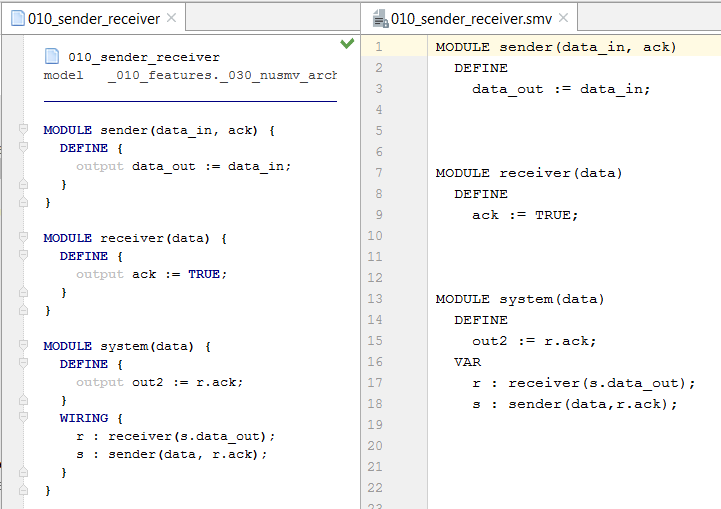 010_sender_receiver
010_sender_receiver
model _010_features._030_nusmv_arch
MODULE sender(data_in, ack) {
DEFINE {
output data_out := data_in;
}
}
MODULE receiver(data) {
DEFINE {
output ack := TRUE;
}
}
MODULE system(data) {
DEFINE {
output out2 := r.ack;
}
WIRING {
r : receiver(s.data_out);
s : sender(data, r.ack);
}
}
010_sender_receiver.smv
1 MODULE sender(data_in, ack)
2 DEFINE
3 data_out := data_in;
4
5
6
7 MODULE receiver(data)
8 DEFINE
9 ack := TRUE;
10
11
12
13 MODULE system(data)
14 DEFINE
15 out2 := r.ack;
16 VAR
17 r : receiver(s.data_out);
18 s : sender(data,r.ack);
19
20
21
22
23